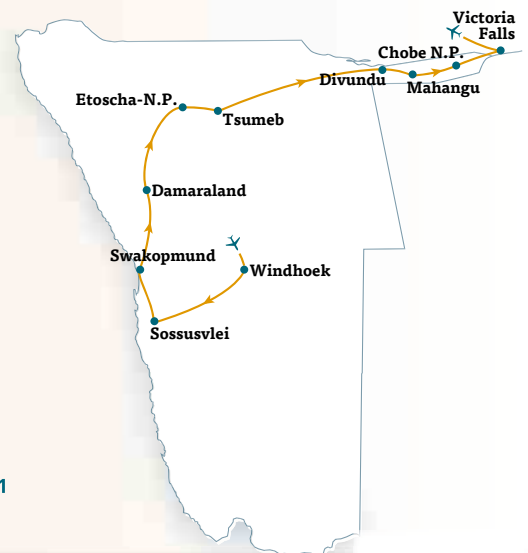 Victoria
Falls
Chobe N.P.
Divundu
Mahangu
Etoscha-N.P.
Tsumeb
Damaraland
Swakopmund
Windhoek
Sossusvlei
1